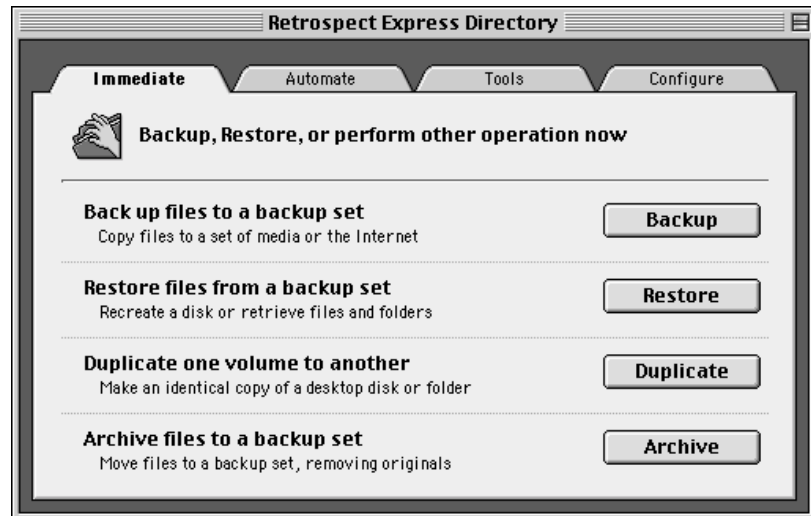 Retrospect Express Directory
Immediate Automate Tools Configure
Backup, Restore, or perform other operation now
Back up files to a backup set
Backup
Copy files to a set of media or the Internet
Restore files from a backup set
Restore
Recreate a disk or retrieve files and folders
Duplicate one volume to another
Duplicate
Make an identical copy of a desktop disk or folder
Archive files to a backup set
Archive
Move files to a backup set, removing originals